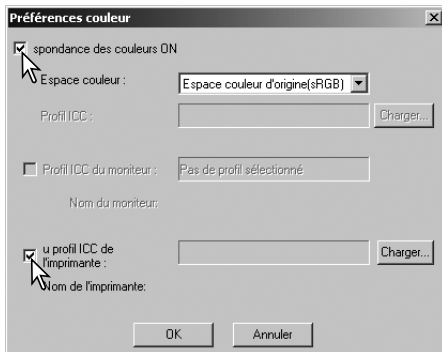 Préférences couleur
spondance des couleurs ON
Espace couleur : Espace couleur d'origine(sRGB)
Profil ICC : Charger...
Profil ICC du moniteur : Pas de profil sélectionné
Nom du moniteur:
u profil ICC de
l'imprimante : Charger...
Nom de l'imprimante:
OK Annuler